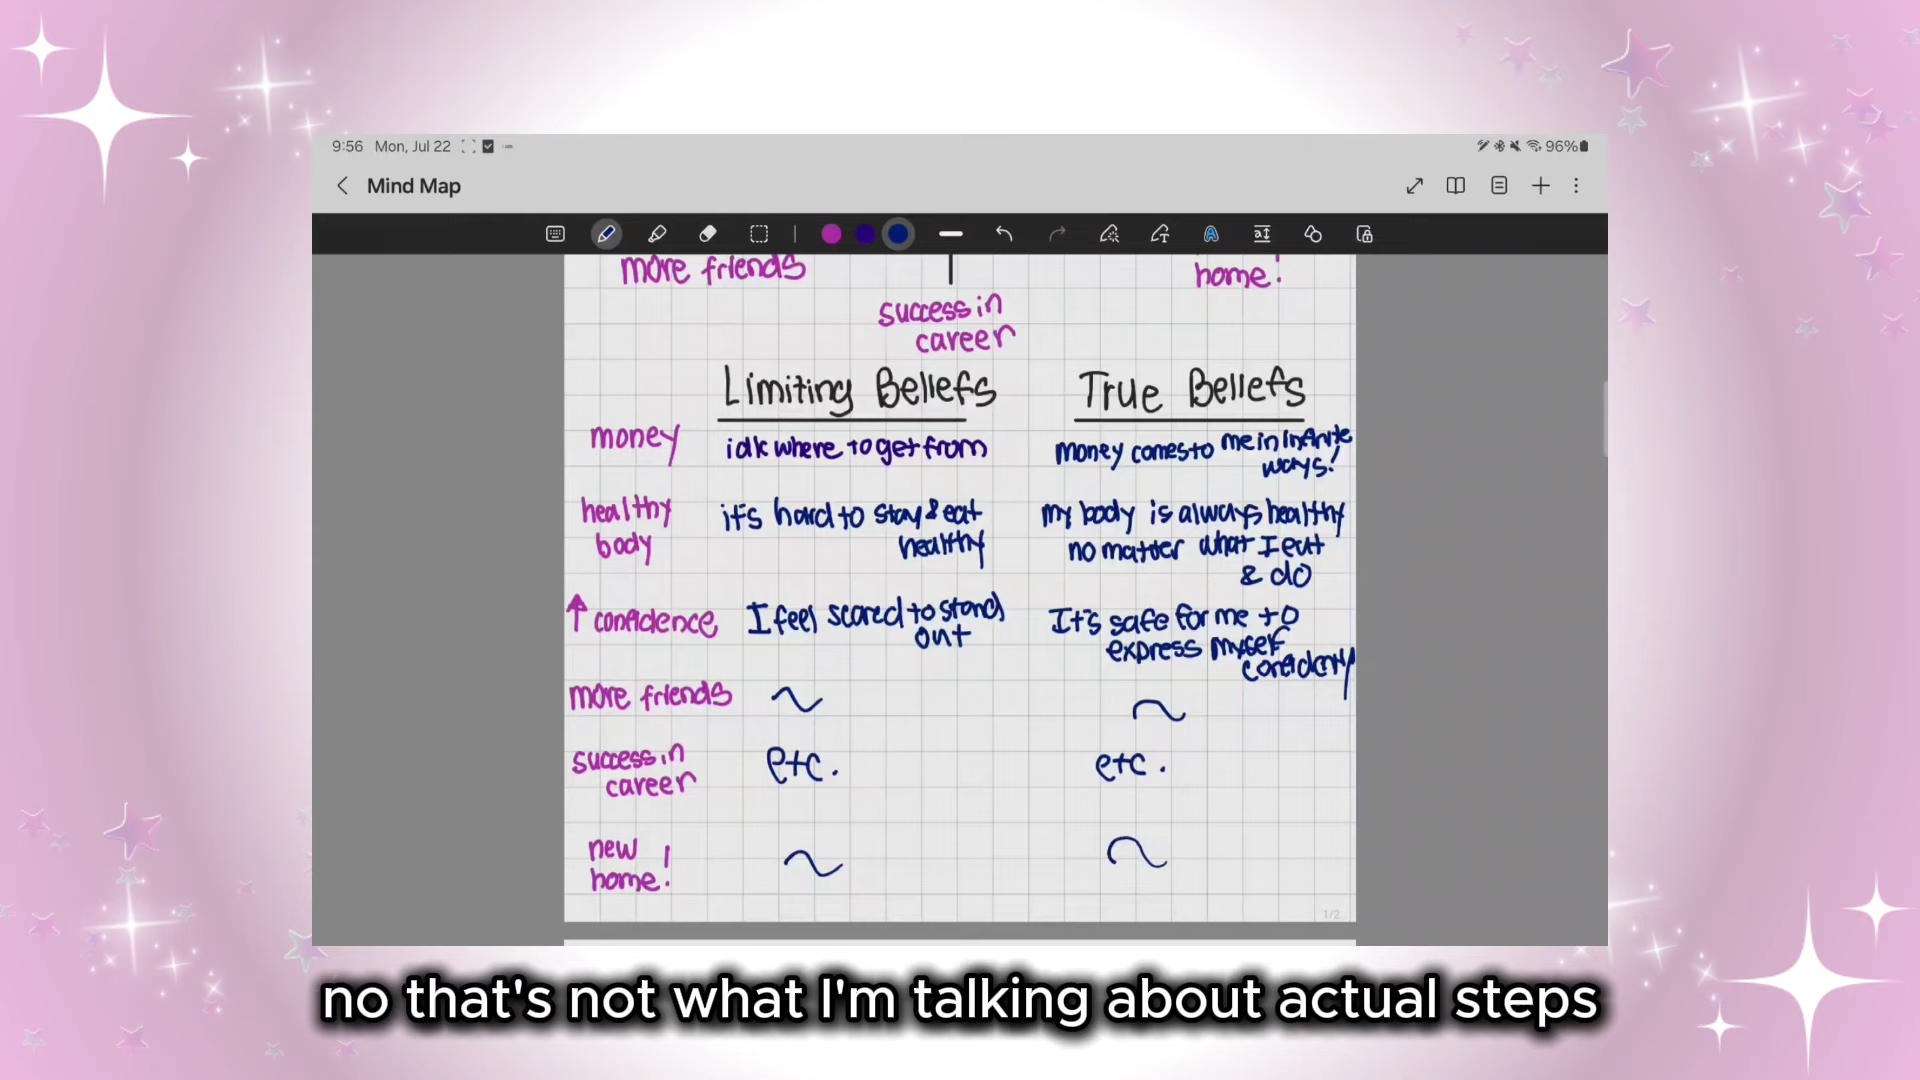 9:56 Mon, Jul 22
96%
Mind Map
more friends
home!
success in
career
Limiting Beliefs
True Beliefs
money
idk where to get from
money comes to me in infinite
ways!
healthy
body
it's hard to stay & eat
healthy
my body is always healthy
no matter what I eat
& do
↑ confidence
I feel scared to stand
out
It's safe for me to
express myself
confidently
more friends
~
~
success in
career
etc.
etc.
new
home!
~
~
1/2
no that's not what I'm talking about actual steps